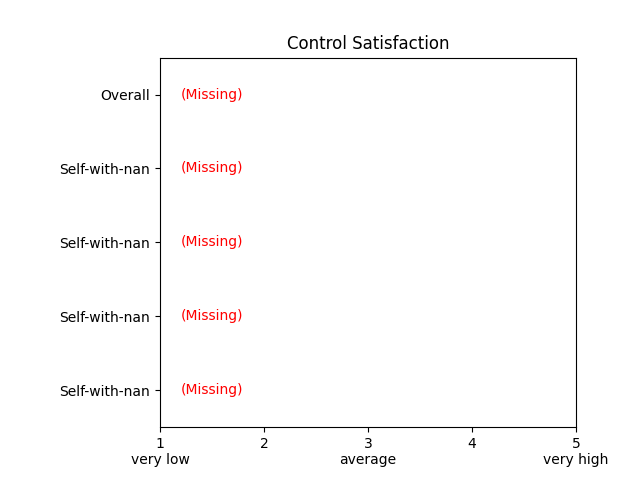 Control Satisfaction
Overall (Missing)
Self-with-nan (Missing)
Self-with-nan (Missing)
Self-with-nan (Missing)
Self-with-nan (Missing)
1 2 3 4 5
very low average very high